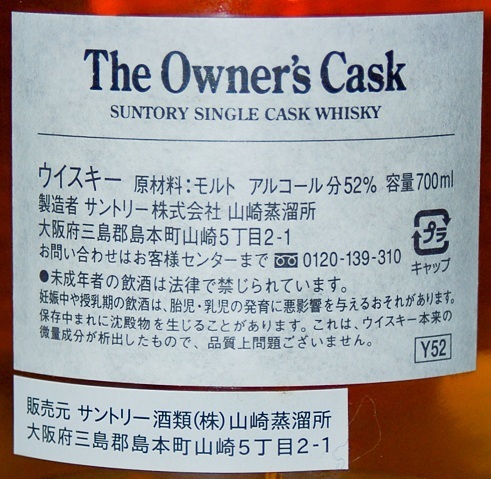 The Owner's Cask
SUNTORY SINGLE CASK WHISKY
ウイスキー 原材料:モルト アルコール分52% 容量700ml
製造者 サントリー株式会社 山崎蒸溜所
大阪府三島郡島本町山崎5丁目2-1
お問い合わせはお客様センターまで 0120-139-310
プラ
キャップ
●未成年者の飲酒は法律で禁じられています。
妊娠中や授乳期の飲酒は、胎児・乳児の発育に悪影響を与えるおそれがあります。
保存中まれに沈殿物を生じることがあります。これは、ウイスキー本来の
微量成分が析出したもので、品質上問題ございません。
Y52
販売元 サントリー酒類(株)山崎蒸溜所
大阪府三島郡島本町山崎5丁目2-1